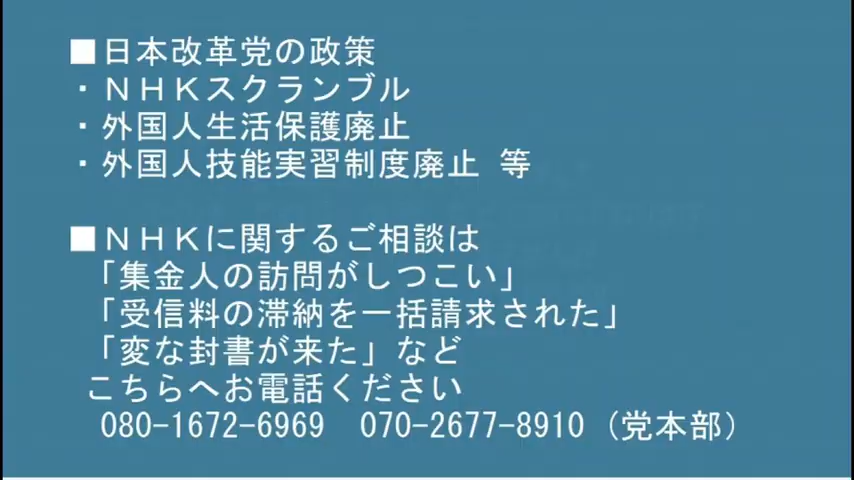 ■日本改革党の政策
・ＮＨＫスクランブル
・外国人生活保護廃止
・外国人技能実習制度廃止 等
■ＮＨＫに関するご相談は
「集金人の訪問がしつこい」
「受信料の滞納を一括請求された」
「変な封書が来た」など
こちらへお電話ください
080-1672-6969 070-2677-8910（党本部）